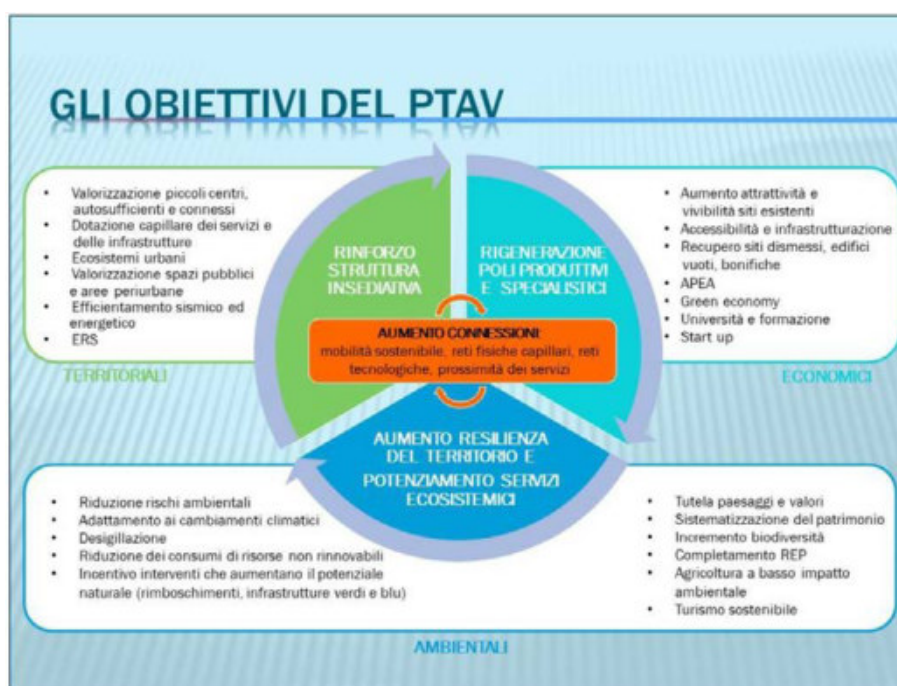 GLI OBIETTIVI DEL PTAV
• Valorizzazione piccoli centri,
autosufficienti e connessi
• Dotazione capillare dei servizi e
delle infrastrutture
• Ecosistemi urbani
• Valorizzazione spazi pubblici
e aree periurbane
• Efficientamento sismico ed
energetico
• ERS
TERRITORIALI
RINFORZO
STRUTTURA
INSEDIATIVA
RIGENERAZIONE
POLI PRODUTTIVI
E SPECIALISTICI
• Aumento attrattività e
vivibilità siti esistenti
• Accessibilità e infrastrutturazione
• Recupero siti dismessi, edifici
vuoti, bonifiche
• APEA
• Green economy
• Università e formazione
• Start up
ECONOMICI
AUMENTO CONNESSIONI:
mobilità sostenibile, reti fisiche capillari, reti
tecnologiche, prossimità dei servizi
AUMENTO RESILIENZA
DEL TERRITORIO E
POTENZIAMENTO SERVIZI
ECOSISTEMICI
• Riduzione rischi ambientali
• Adattamento ai cambiamenti climatici
• Desigillazione
• Riduzione dei consumi di risorse non rinnovabili
• Incentivo interventi che aumentano il potenziale
naturale (rimboschimenti, infrastrutture verdi e blu)
• Tutela paesaggi e valori
• Sistematizzazione del patrimonio
• Incremento biodiversità
• Completamento REP
• Agricoltura a basso impatto
ambientale
• Turismo sostenibile
AMBIENTALI